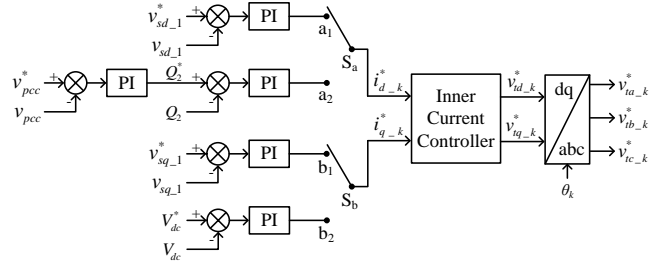 v*sd_1 + - PI a1
vsd_1
Sa
v*pcc + - PI Q*2 + - PI a2
vpcc
Q2
i*d_k
i*q_k
Inner
Current
Controller
v*td_k
v*tq_k
dq
abc
θk
v*ta_k
v*tb_k
v*tc_k
v*sq_1 + - PI b1
vsq_1
Sb
V*dc + - PI b2
Vdc